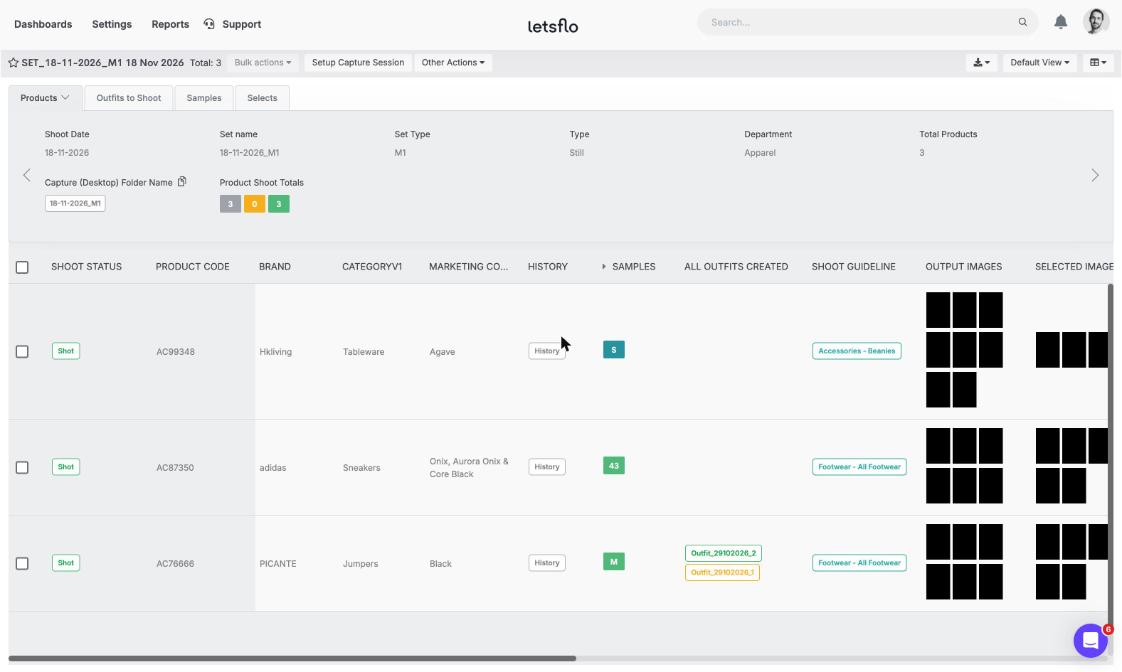 Dashboards Settings Reports Support letsflo Search...
SET_18-11-2026_M1 18 Nov 2026 Total: 3 Bulk actions Setup Capture Session Other Actions Default View
Products Outfits to Shoot Samples Selects
Shoot Date Set name Set Type Type Department Total Products
18-11-2026 18-11-2026_M1 M1 Still Apparel 3
Capture (Desktop) Folder Name Product Shoot Totals
18-11-2026_M1 3 0 3
SHOOT STATUS PRODUCT CODE BRAND CATEGORYV1 MARKETING CO... HISTORY SAMPLES ALL OUTFITS CREATED SHOOT GUIDELINE OUTPUT IMAGES SELECTED IMAGE
Shot AC99348 Hkliving Tableware Agave History S Accessories - Beanies
Shot AC87350 adidas Sneakers Onix, Aurora Onix & History 43 Footwear - All Footwear
Core Black
Outfit_29102026_2
Shot AC76666 PICANTE Jumpers Black History M Footwear - All Footwear
Outfit_29102026_1
6